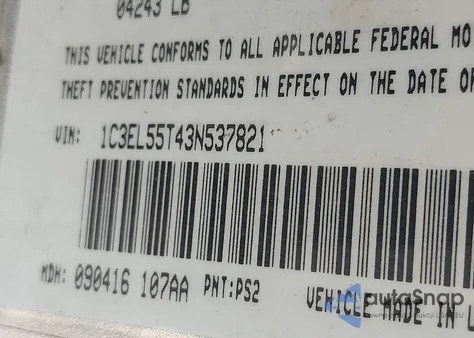 04243 LB
THIS VEHICLE CONFORMS TO ALL APPLICABLE FEDERAL MO
THEFT PREVENTION STANDARDS IN EFFECT ON THE DATE OF
VIN: 1C3EL55T43N537821
MDH: 090416 107AA PNT:PS2 VEHICLE MADE IN
autoSnap